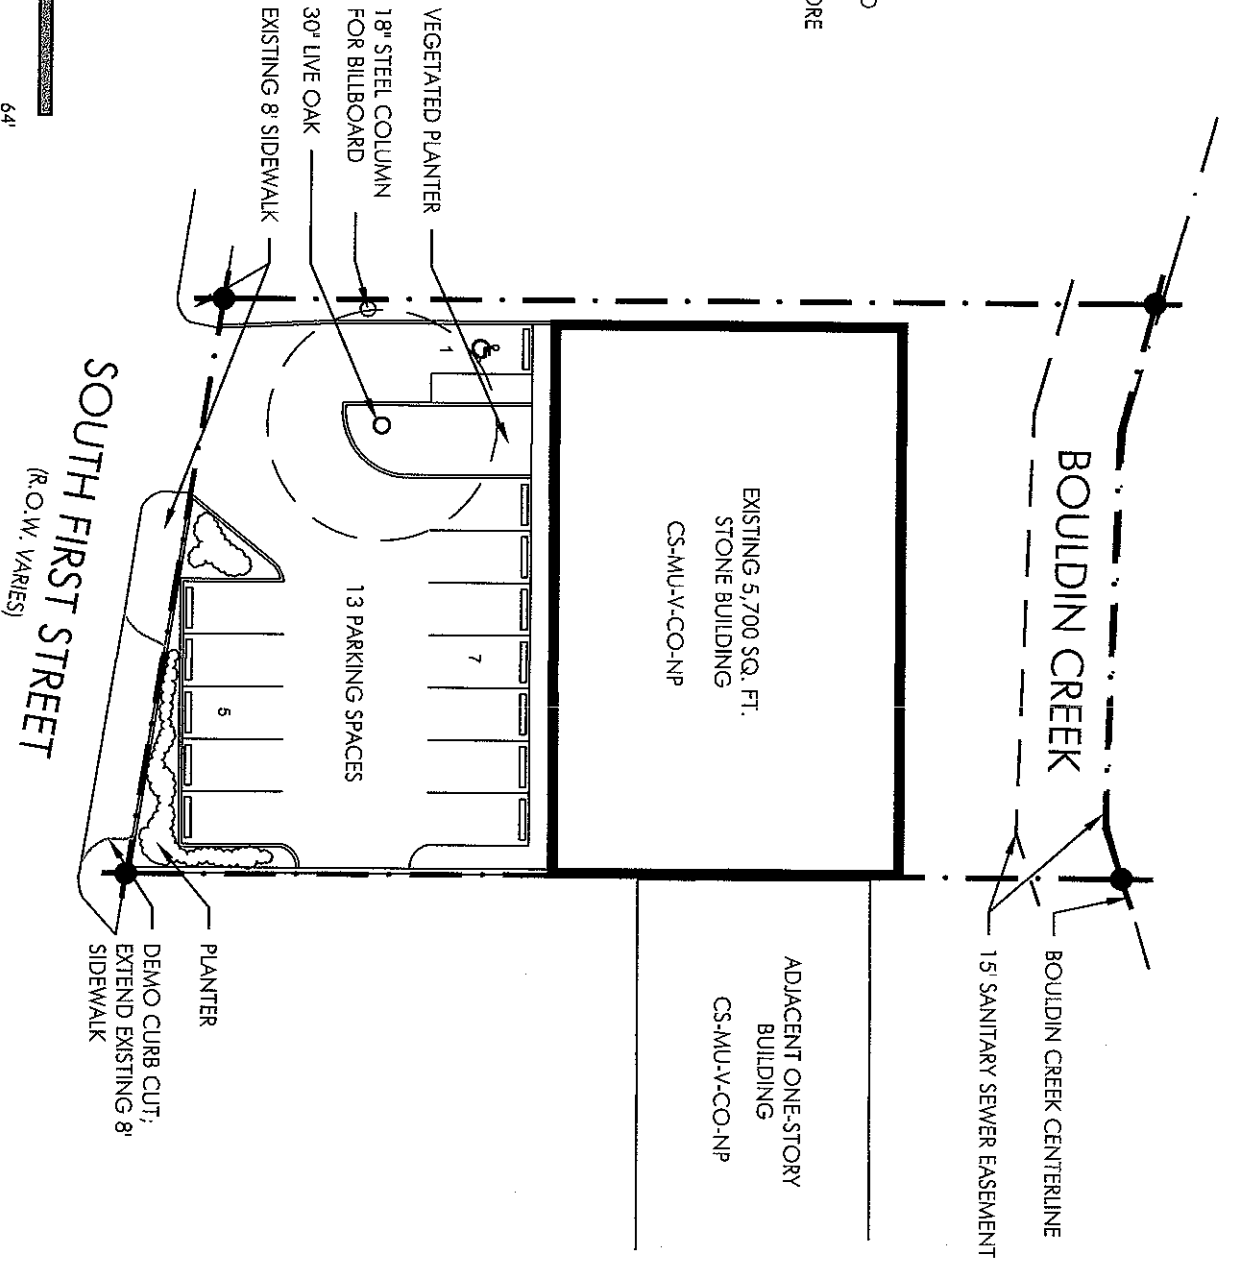 O
ORE
VEGETATED PLANTER
18" STEEL COLUMN
FOR BILLBOARD
30" LIVE OAK
EXISTING 8' SIDEWALK
64'
BOULDIN CREEK
EXISTING 5,700 SQ. FT.
STONE BUILDING
CS-MU-V-CO-NP
1
7
13 PARKING SPACES
5
SOUTH FIRST STREET
(R.O.W. VARIES)
BOULDIN CREEK CENTERLINE
15' SANITARY SEWER EASEMENT
ADJACENT ONE-STORY
BUILDING
CS-MU-V-CO-NP
PLANTER
DEMO CURB CUT;
EXTEND EXISTING 8'
SIDEWALK